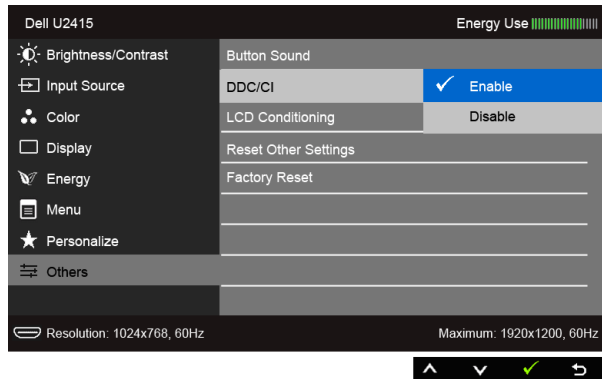 Dell U2415
Energy Use
Brightness/Contrast
Input Source
Color
Display
Energy
Menu
Personalize
Others
Button Sound
DDC/CI
LCD Conditioning
Reset Other Settings
Factory Reset
Enable
Disable
Resolution: 1024x768, 60Hz
Maximum: 1920x1200, 60Hz